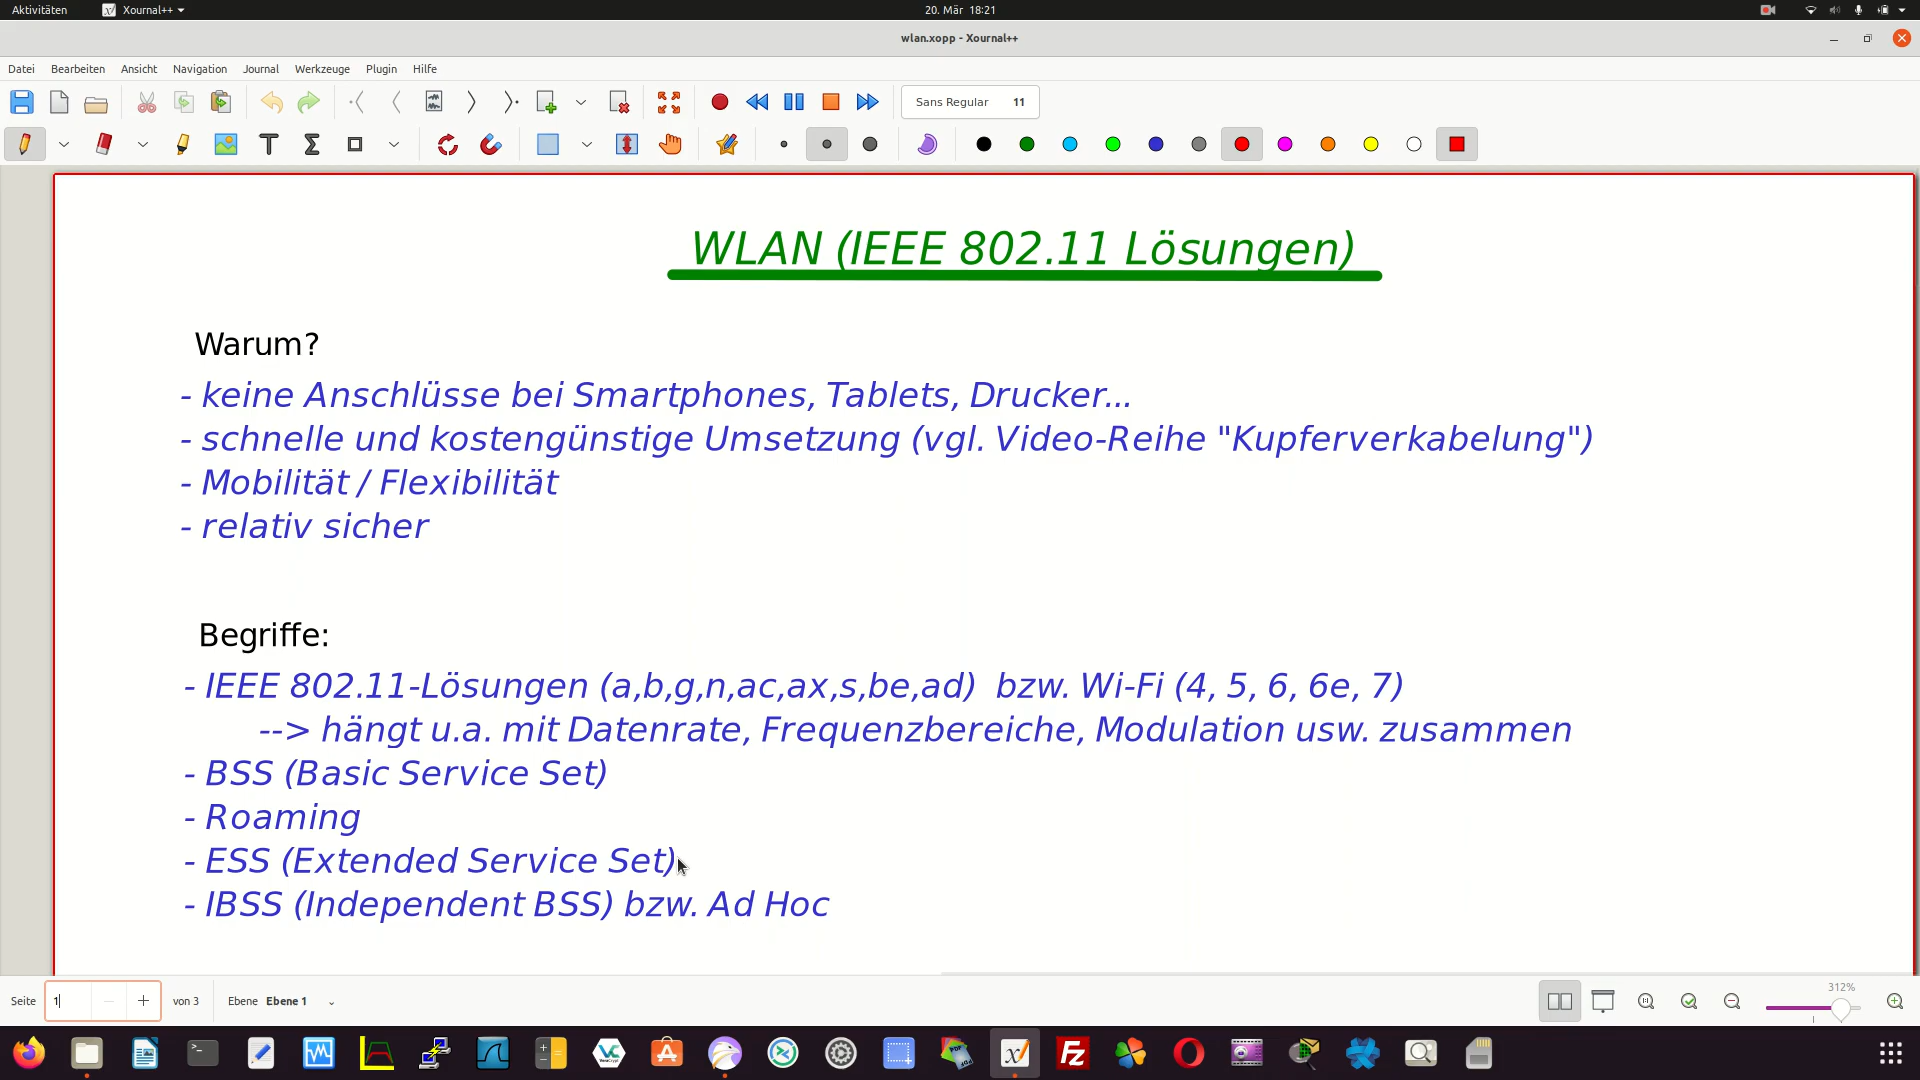 Aktivitäten Xournal++ 20. Mär 18:21
wlan.xopp - Xournal++
Datei Bearbeiten Ansicht Navigation Journal Werkzeuge Plugin Hilfe
Sans Regular 11
WLAN (IEEE 802.11 Lösungen)
Warum?
- keine Anschlüsse bei Smartphones, Tablets, Drucker...
- schnelle und kostengünstige Umsetzung (vgl. Video-Reihe "Kupferverkabelung")
- Mobilität / Flexibilität
- relativ sicher
Begriffe:
- IEEE 802.11-Lösungen (a,b,g,n,ac,ax,s,be,ad) bzw. Wi-Fi (4, 5, 6, 6e, 7)
--> hängt u.a. mit Datenrate, Frequenzbereiche, Modulation usw. zusammen
- BSS (Basic Service Set)
- Roaming
- ESS (Extended Service Set)
- IBSS (Independent BSS) bzw. Ad Hoc
Seite 1 von 3 Ebene Ebene 1 312%